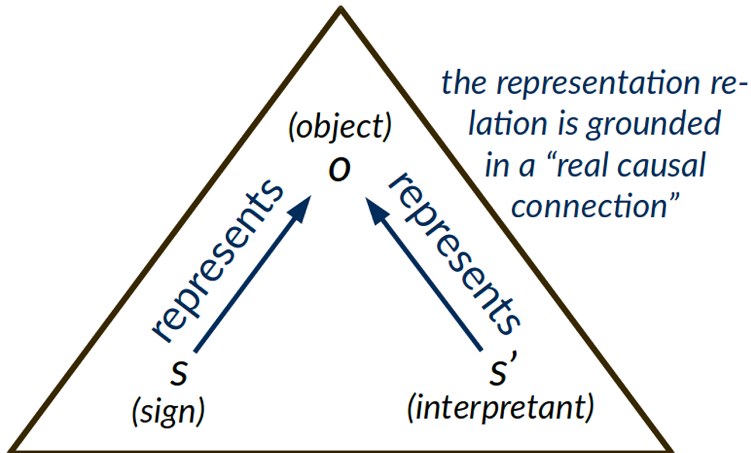 the representation re-
lation is grounded
in a “real causal
connection”
(object)
o
represents
represents
s
(sign)
s’
(interpretant)